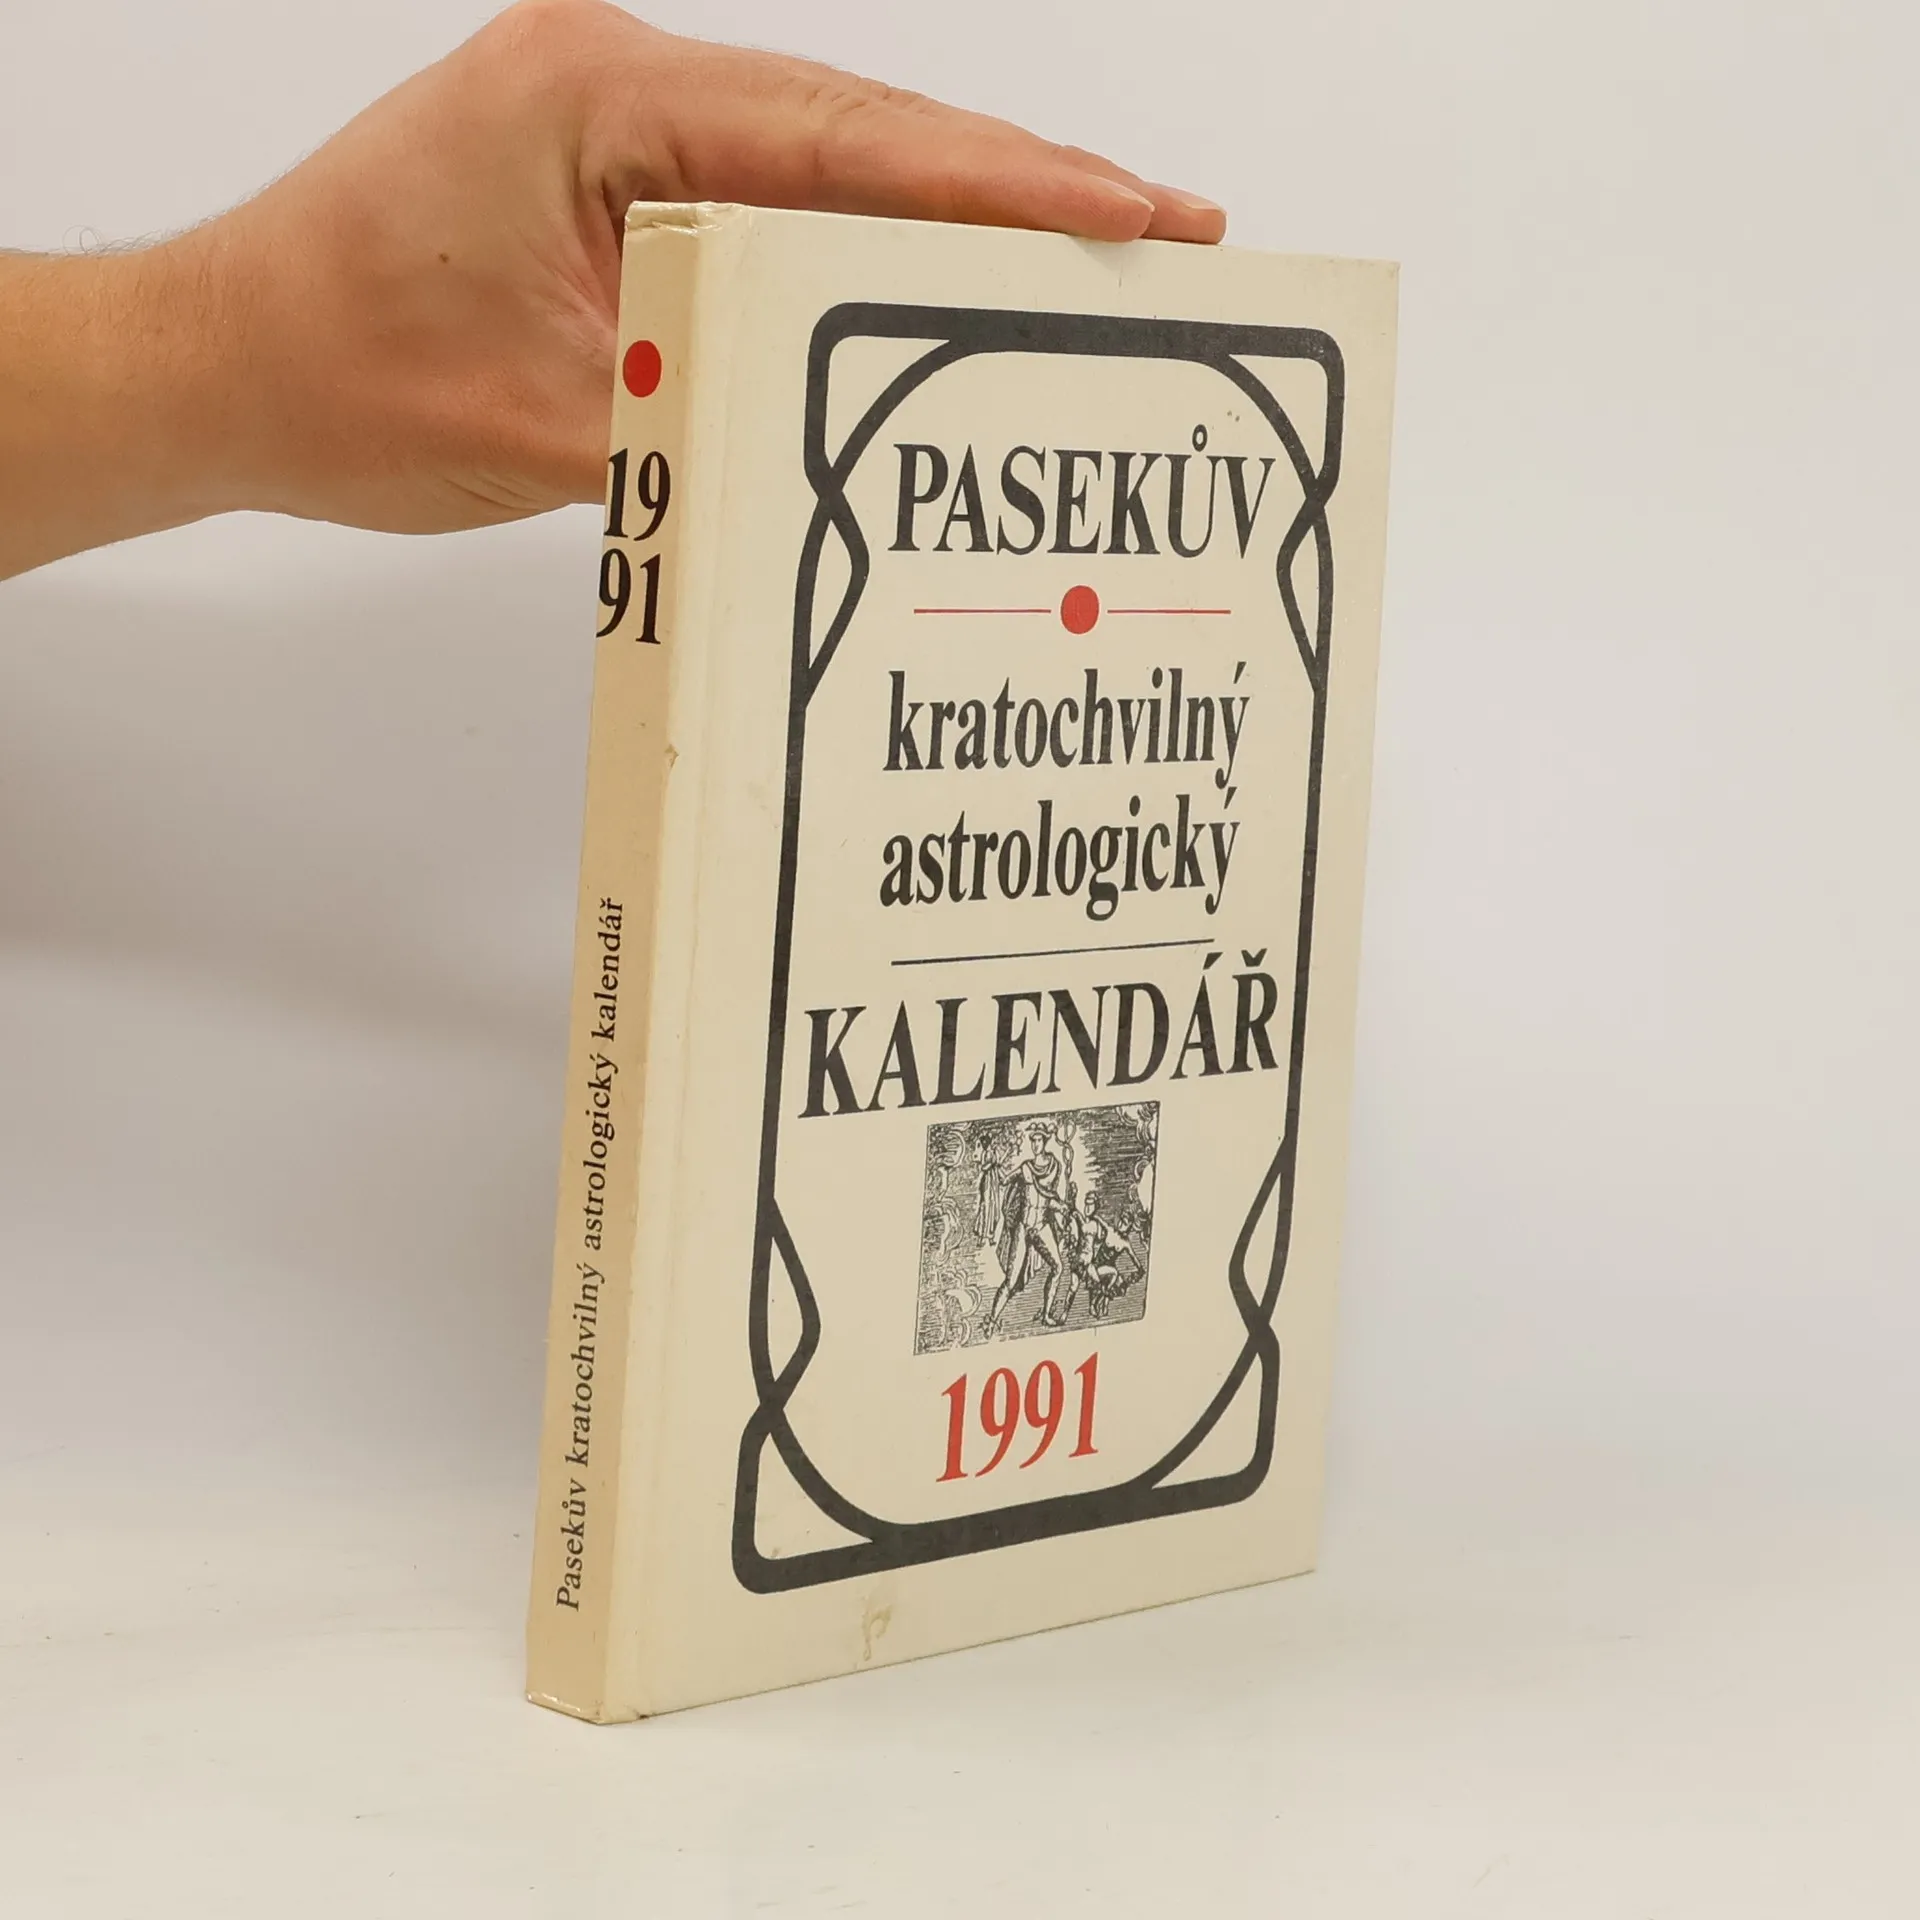 19
91
Pasekův kratochvilný astrologický kalendář
PASEKŮV
kratochvilný
astrologický
KALENDÁŘ
1991